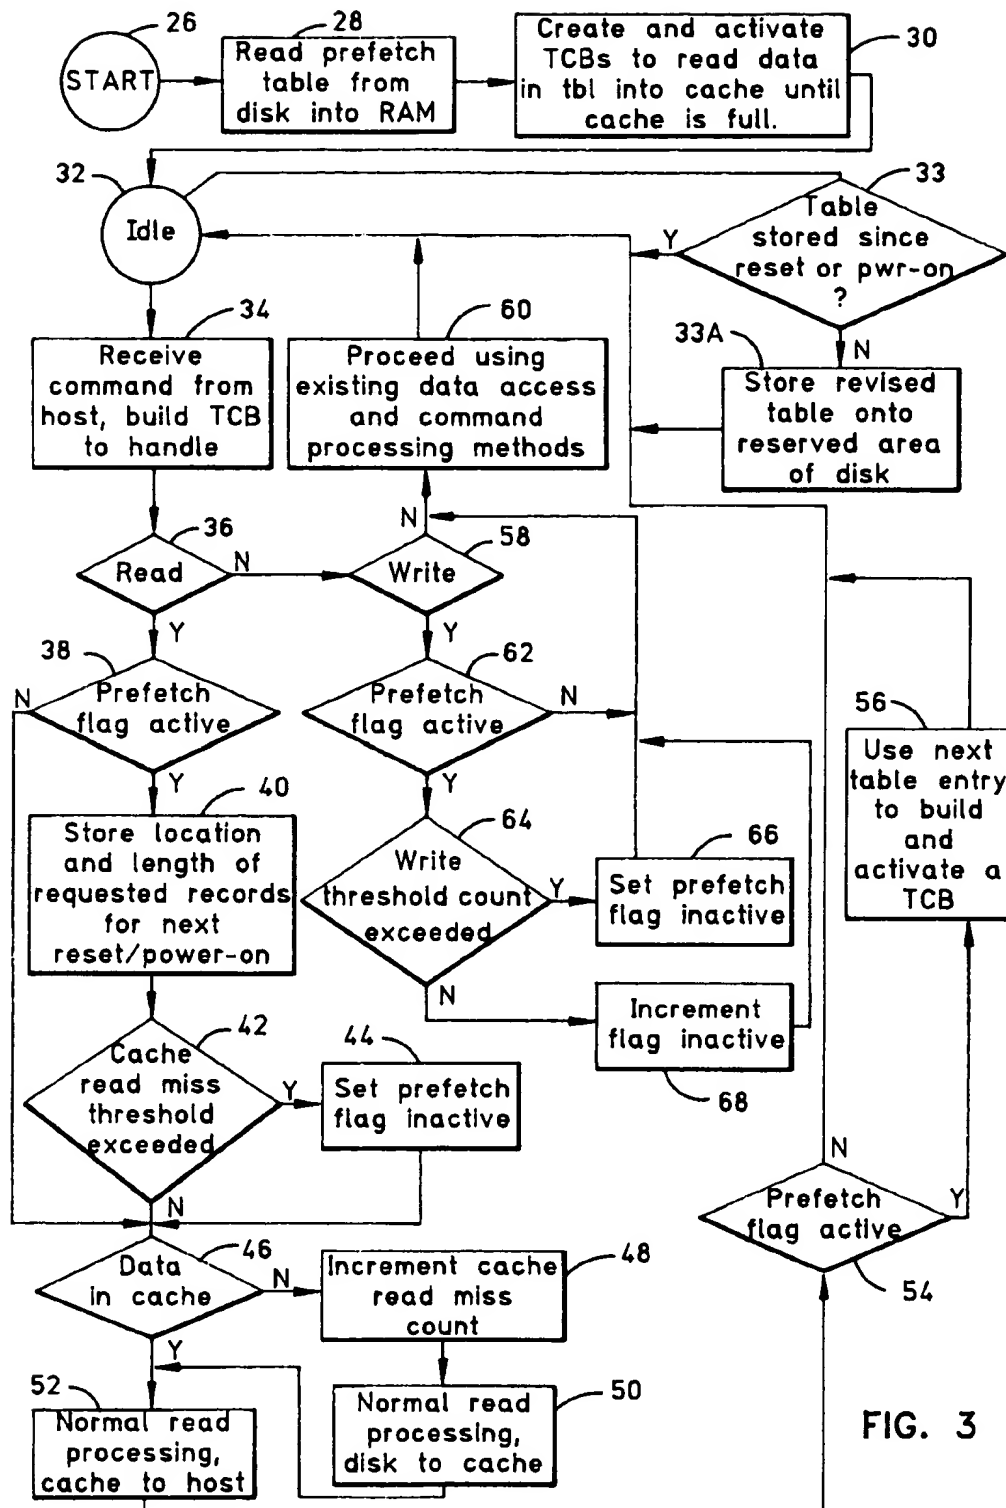 26
START
28
Read prefetch
table from
disk into RAM
Create and activate
TCBs to read data
in tbl into cache until
cache is full.
30
32
Idle
33
Table
stored since
reset or pwr-on
?
Y
N
33A
Store revised
table onto
reserved area
of disk
34
Receive
command from
host, build TCB
to handle
60
Proceed using
existing data access
and command
processing methods
N
36
Read
N
Y
58
Write
Y
38
N
Prefetch
flag active
Y
62
Prefetch
flag active
N
Y
40
Store location
and length of
requested records
for next
reset/power-on
64
Write
threshold count
exceeded
Y
N
66
Set prefetch
flag inactive
Increment
flag inactive
68
56
Use next
table entry
to build
and
activate a
TCB
42
Cache
read miss
threshold
exceeded
Y
N
44
Set prefetch
flag inactive
N
Prefetch
flag active
Y
54
46
Data
in cache
N
Y
48
Increment cache
read miss
count
52
Normal read
processing,
cache to host
50
Normal read
processing,
disk to cache
FIG. 3